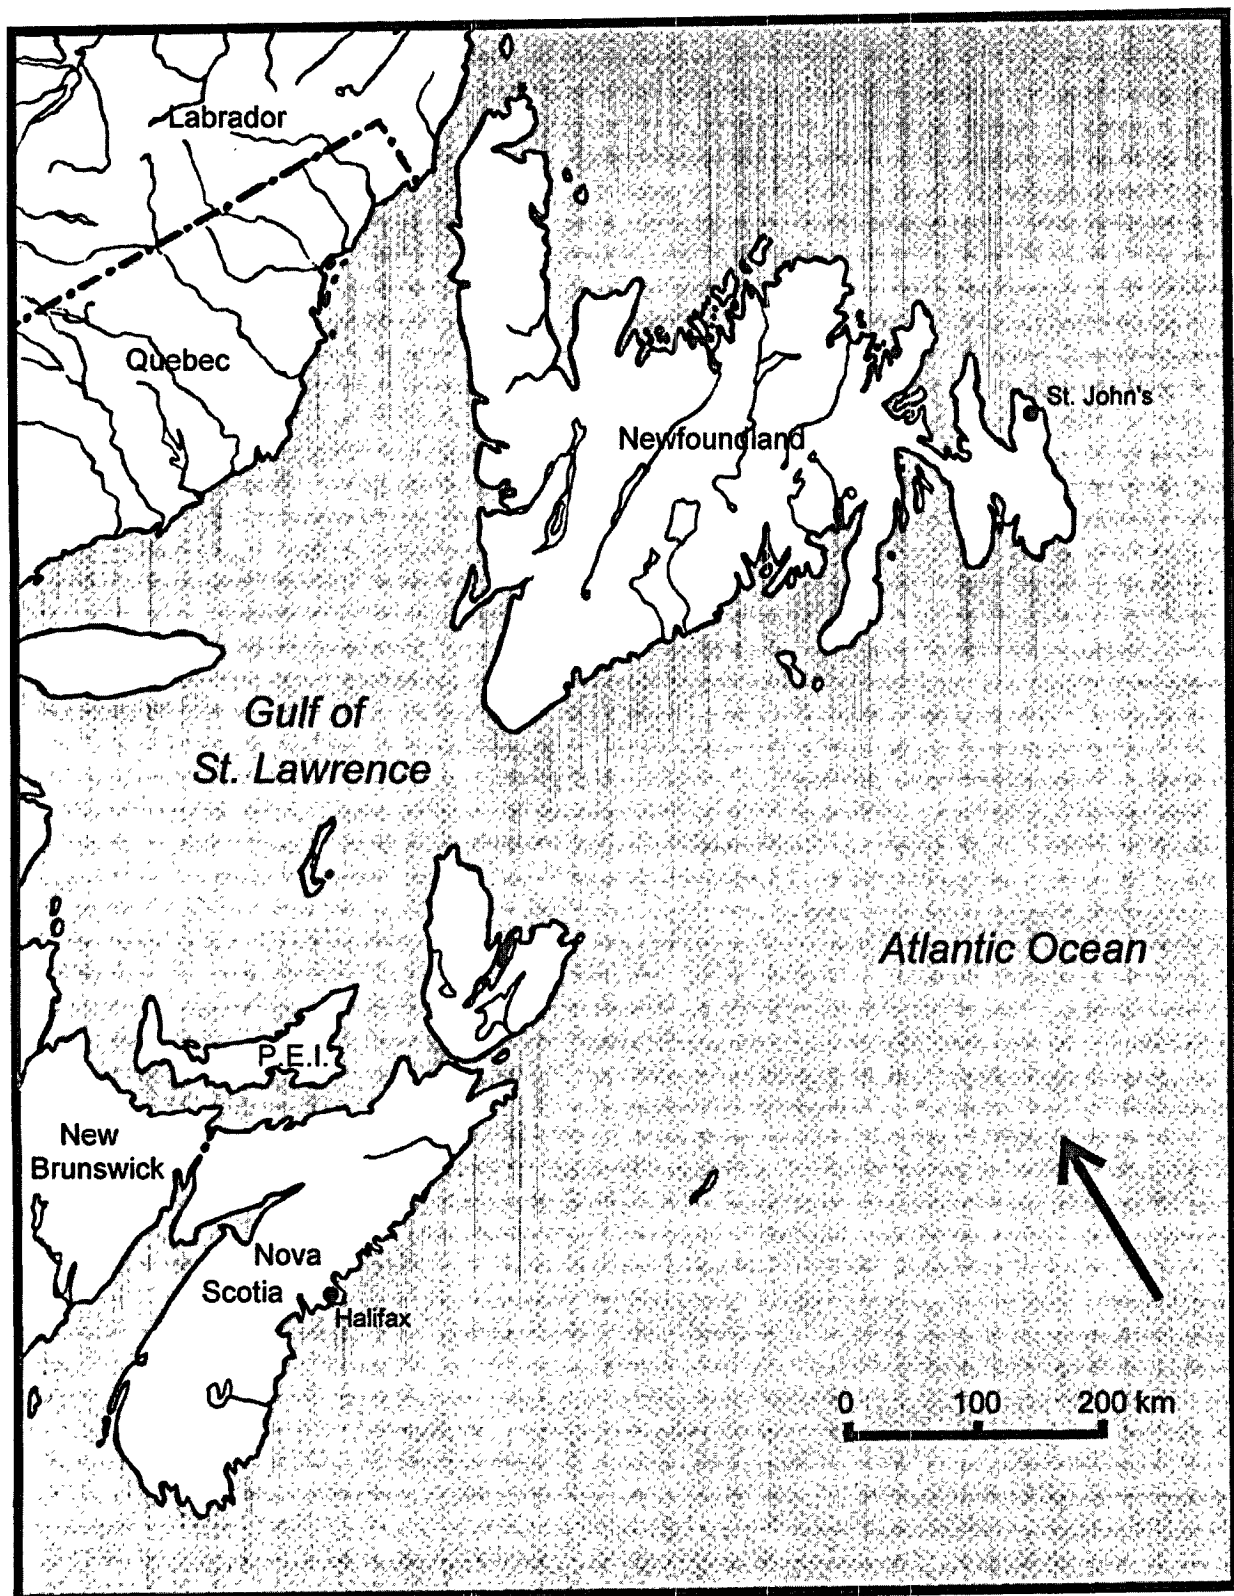 Labrador
Quebec
St. John's
Newfoundland
Gulf of
St. Lawrence
Atlantic Ocean
P.E.I.
New
Brunswick
Nova
Scotia
Halifax
0 100 200 km